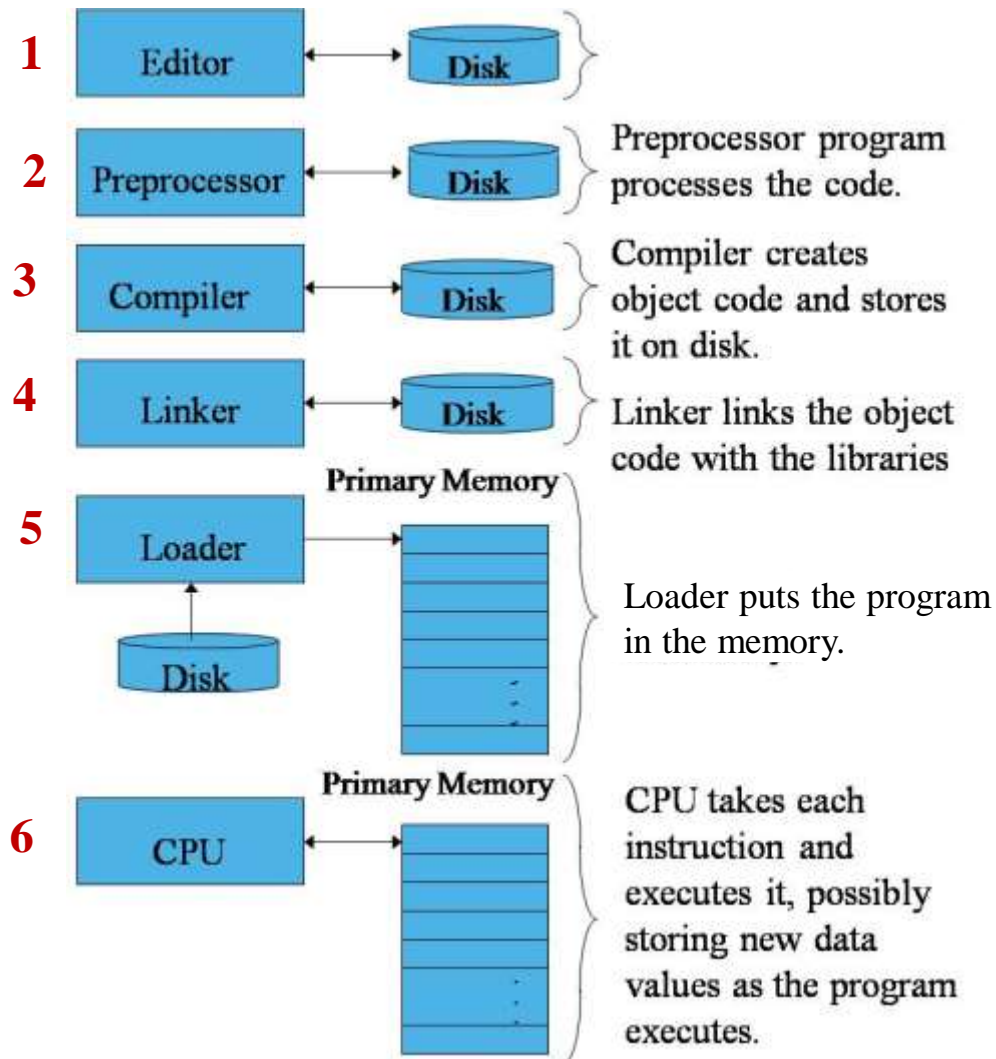 1
Editor
Disk
2
Preprocessor
Disk
Preprocessor program
processes the code.
3
Compiler
Disk
Compiler creates
object code and stores
it on disk.
4
Linker
Disk
Linker links the object
code with the libraries
Primary Memory
5
Loader
Disk
Loader puts the program
in the memory.
Primary Memory
6
CPU
CPU takes each
instruction and
executes it, possibly
storing new data
values as the program
executes.